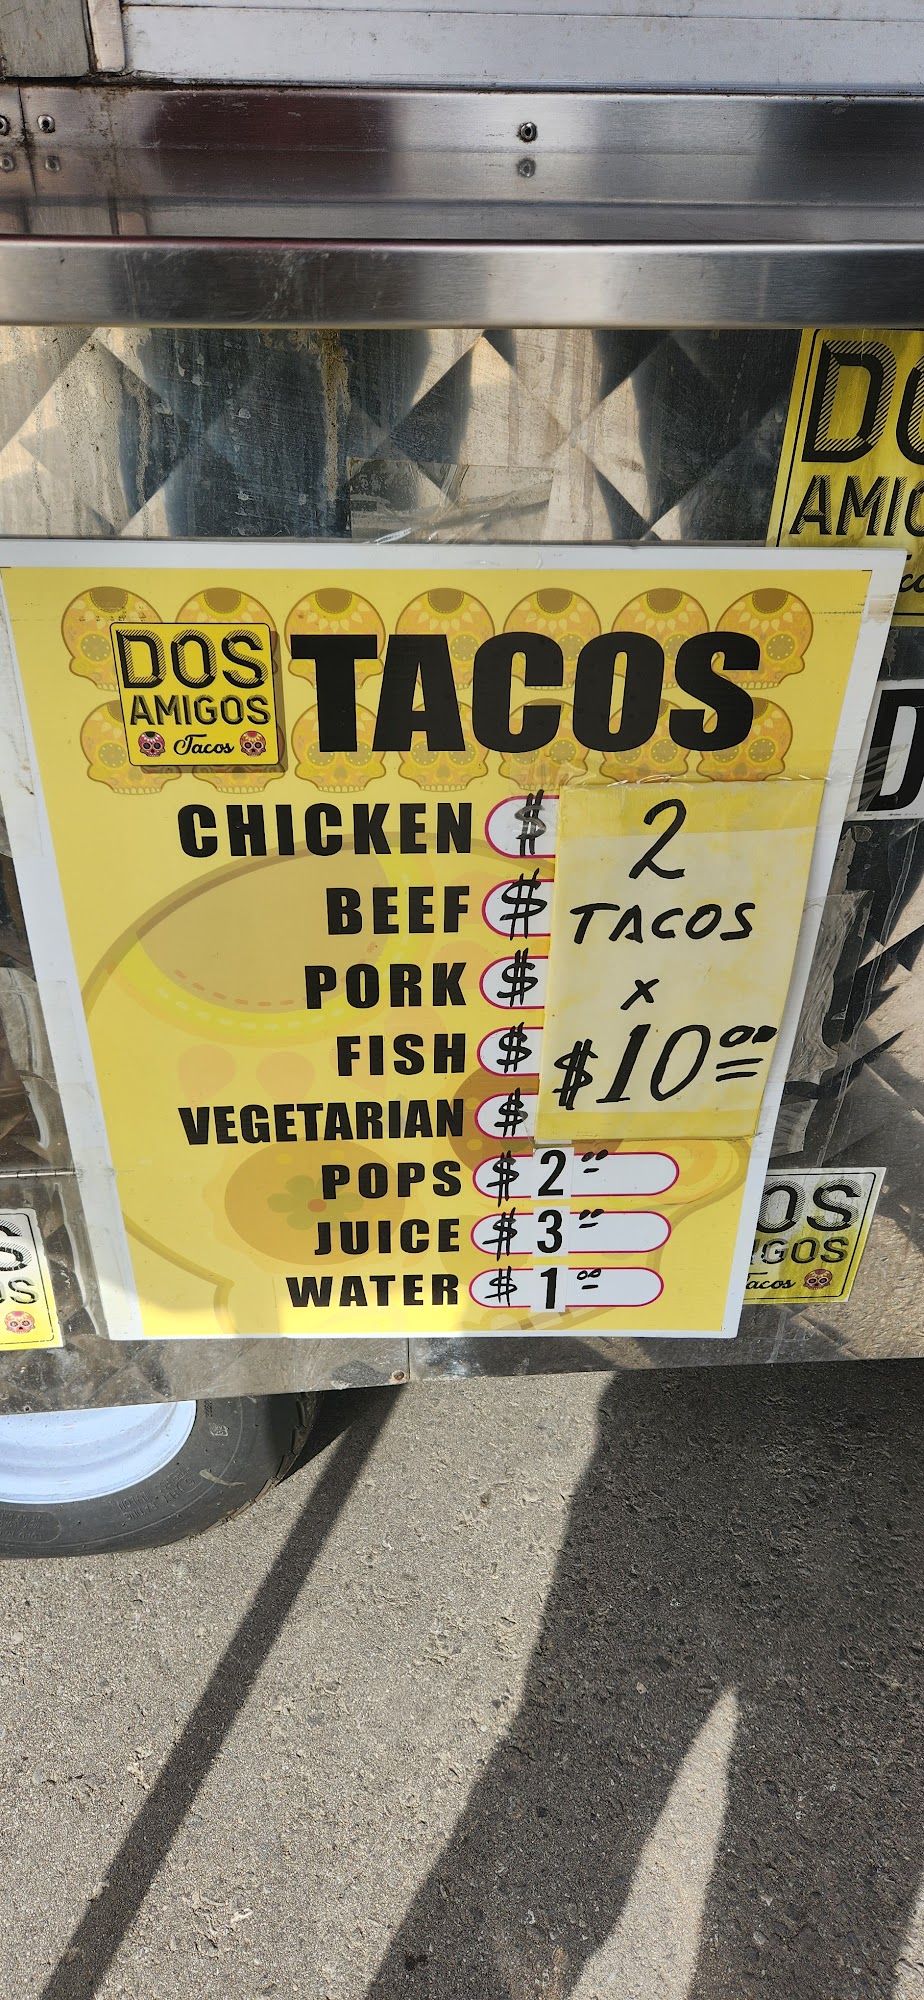 DOS
AMIGOS
Tacos
TACOS
CHICKEN $
BEEF $
PORK $
FISH $
VEGETARIAN $
2
TACOS
x
$10.00
POPS $ 2.00
JUICE $ 3.00
WATER $ 1.00
DOS
AMIGOS
Tacos